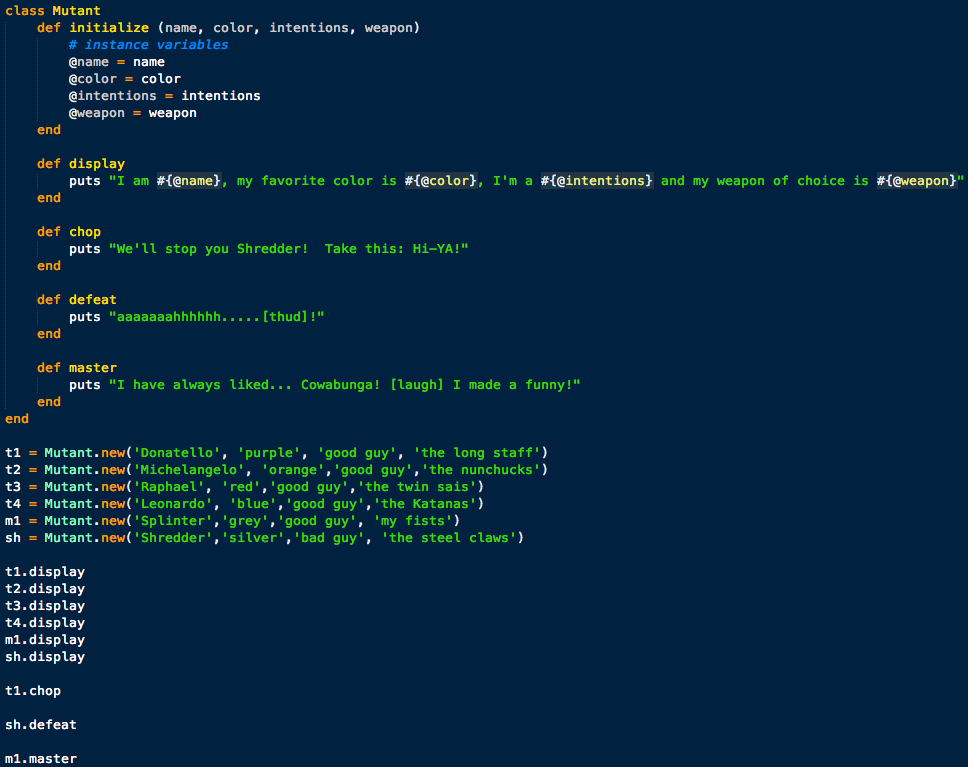 class Mutant
    def initialize (name, color, intentions, weapon)
        # instance variables
        @name = name
        @color = color
        @intentions = intentions
        @weapon = weapon
    end

    def display
        puts "I am #{@name}, my favorite color is #{@color}, I'm a #{@intentions} and my weapon of choice is #{@weapon}"
    end

    def chop
        puts "We'll stop you Shredder!  Take this: Hi-YA!"
    end

    def defeat
        puts "aaaaaaahhhhhh.....[thud]!"
    end

    def master
        puts "I have always liked... Cowabunga! [laugh] I made a funny!"
    end
end

t1 = Mutant.new('Donatello', 'purple', 'good guy', 'the long staff')
t2 = Mutant.new('Michelangelo', 'orange','good guy','the nunchucks')
t3 = Mutant.new('Raphael', 'red','good guy','the twin sais')
t4 = Mutant.new('Leonardo', 'blue','good guy','the Katanas')
m1 = Mutant.new('Splinter','grey','good guy', 'my fists')
sh = Mutant.new('Shredder','silver','bad guy', 'the steel claws')

t1.display
t2.display
t3.display
t4.display
m1.display
sh.display

t1.chop

sh.defeat

m1.master